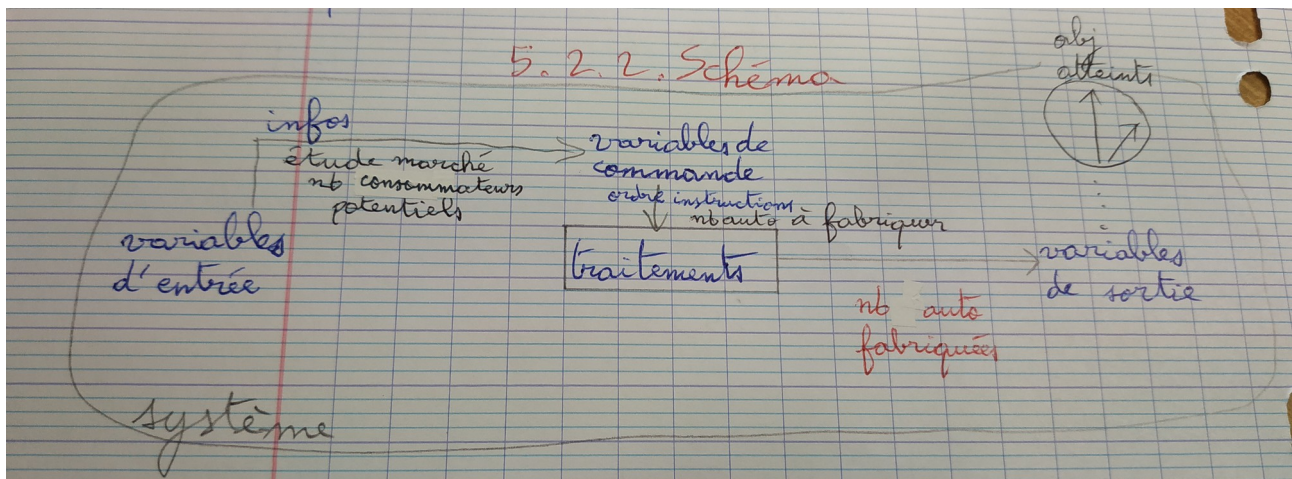 5.2.2. Schéma
obj
atteints
infos
étude marché
nb consommateurs
potentiels
variables
d'entrée
variables de
commande
ordre instructions
nb auto à fabriquer
traitements
variables
de sortie
nb auto
fabriquées
système